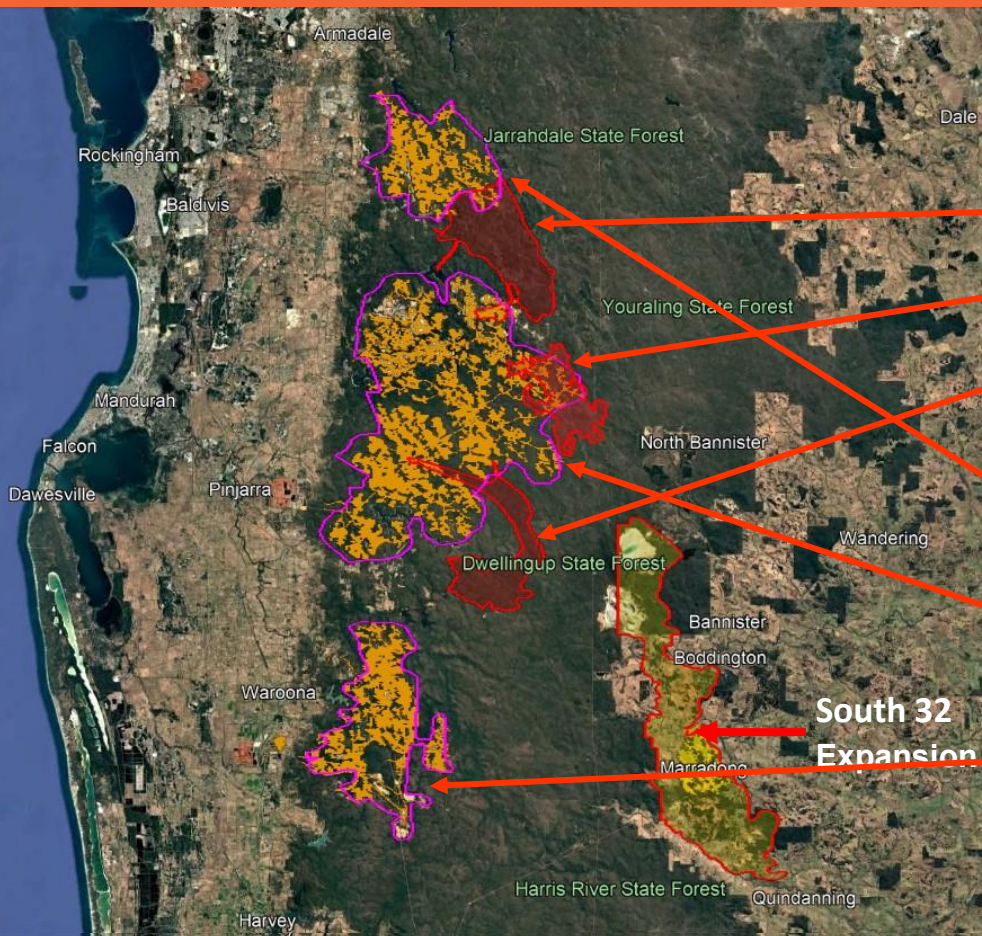 Armadale
Dale
Jarrahdale State Forest
Rockingham
Baldivis
Youraling State Forest
Mandurah
North Bannister
Falcon
Pinjarra
Dawesville
Wandering
Dwellingup State Forest
Bannister
Boddington
Waroona
South 32
Expansion
Marradong
Harris River State Forest
Quindanning
Harvey